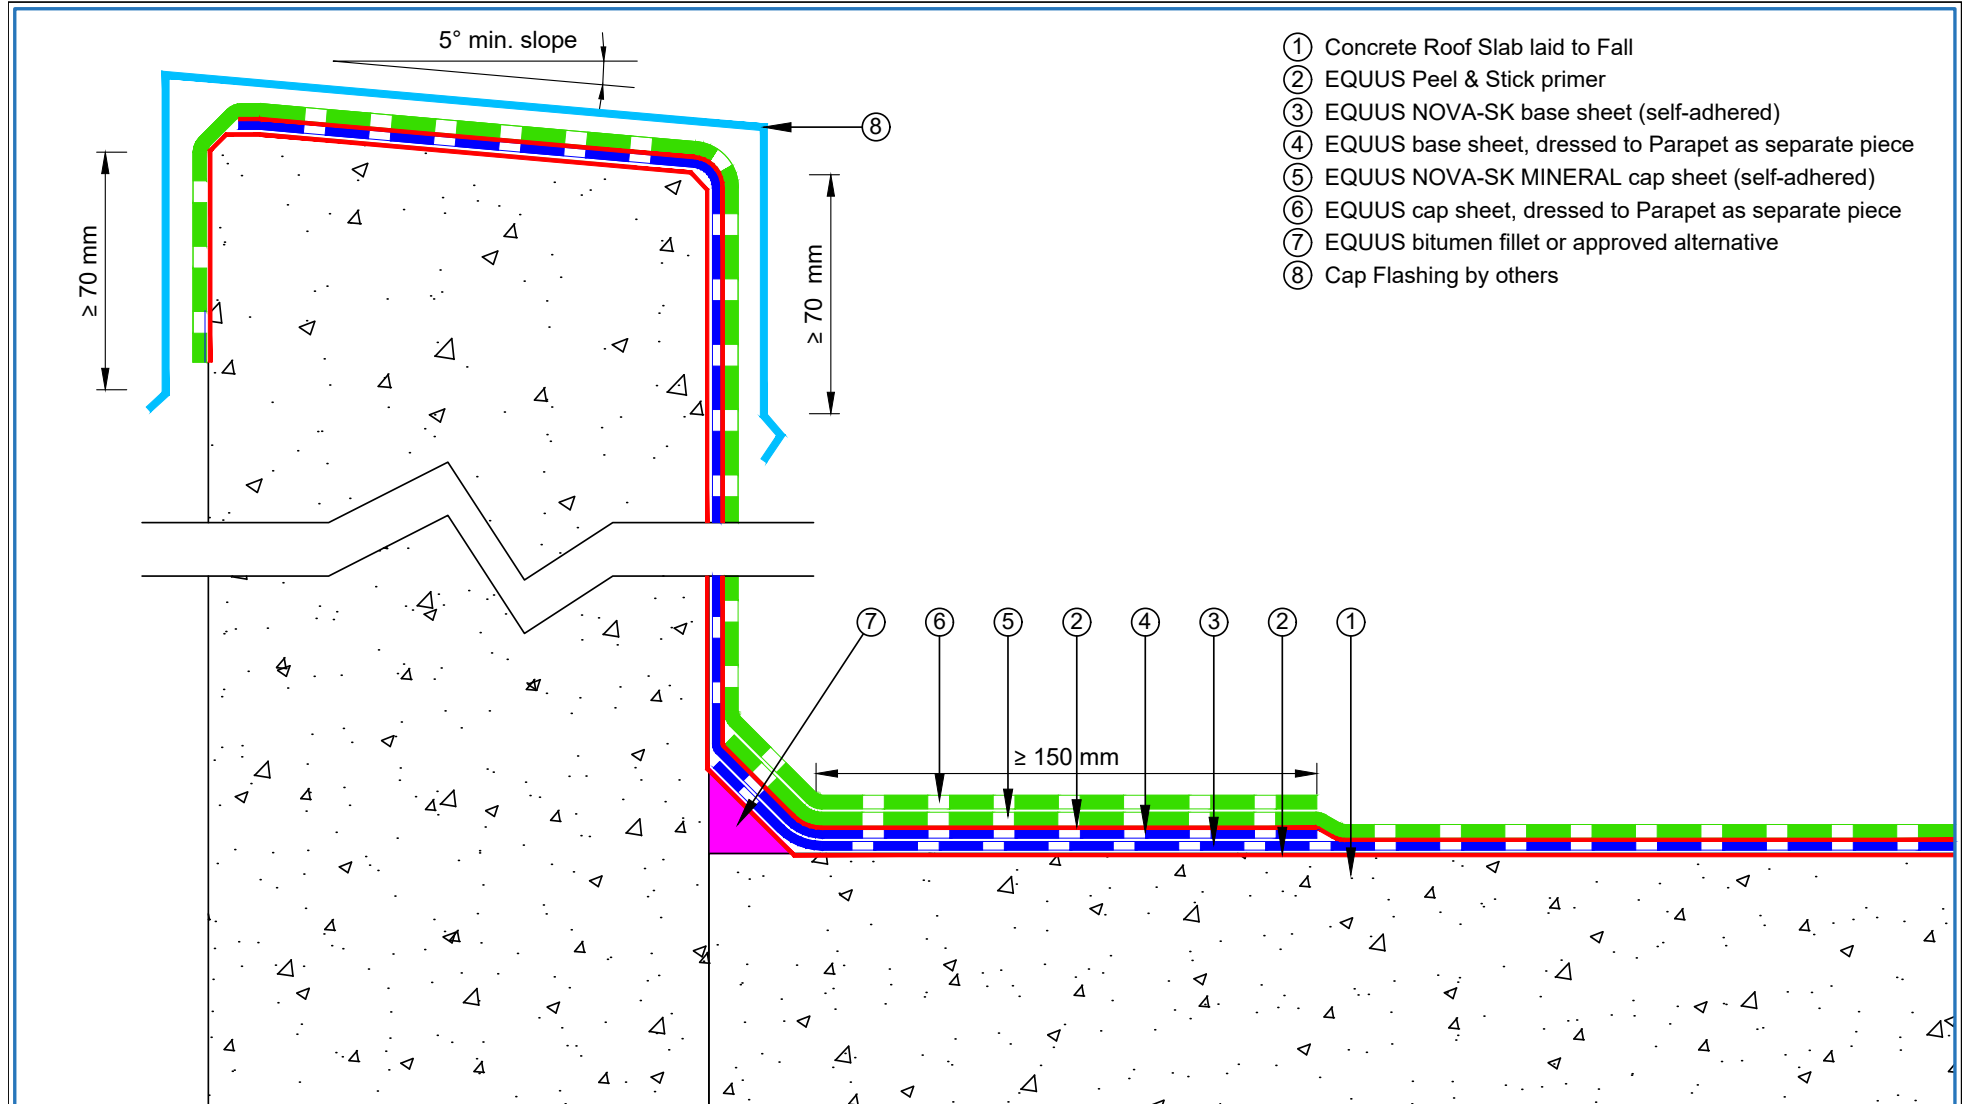 5° min. slope
① Concrete Roof Slab laid to Fall
② EQUUS Peel & Stick primer
③ EQUUS NOVA-SK base sheet (self-adhered)
④ EQUUS base sheet, dressed to Parapet as separate piece
⑤ EQUUS NOVA-SK MINERAL cap sheet (self-adhered)
⑥ EQUUS cap sheet, dressed to Parapet as separate piece
⑦ EQUUS bitumen fillet or approved alternative
⑧ Cap Flashing by others
⑧
≥ 70 mm
≥ 70 mm
⑦ ⑥ ⑤ ② ④ ③ ② ①
≥ 150 mm